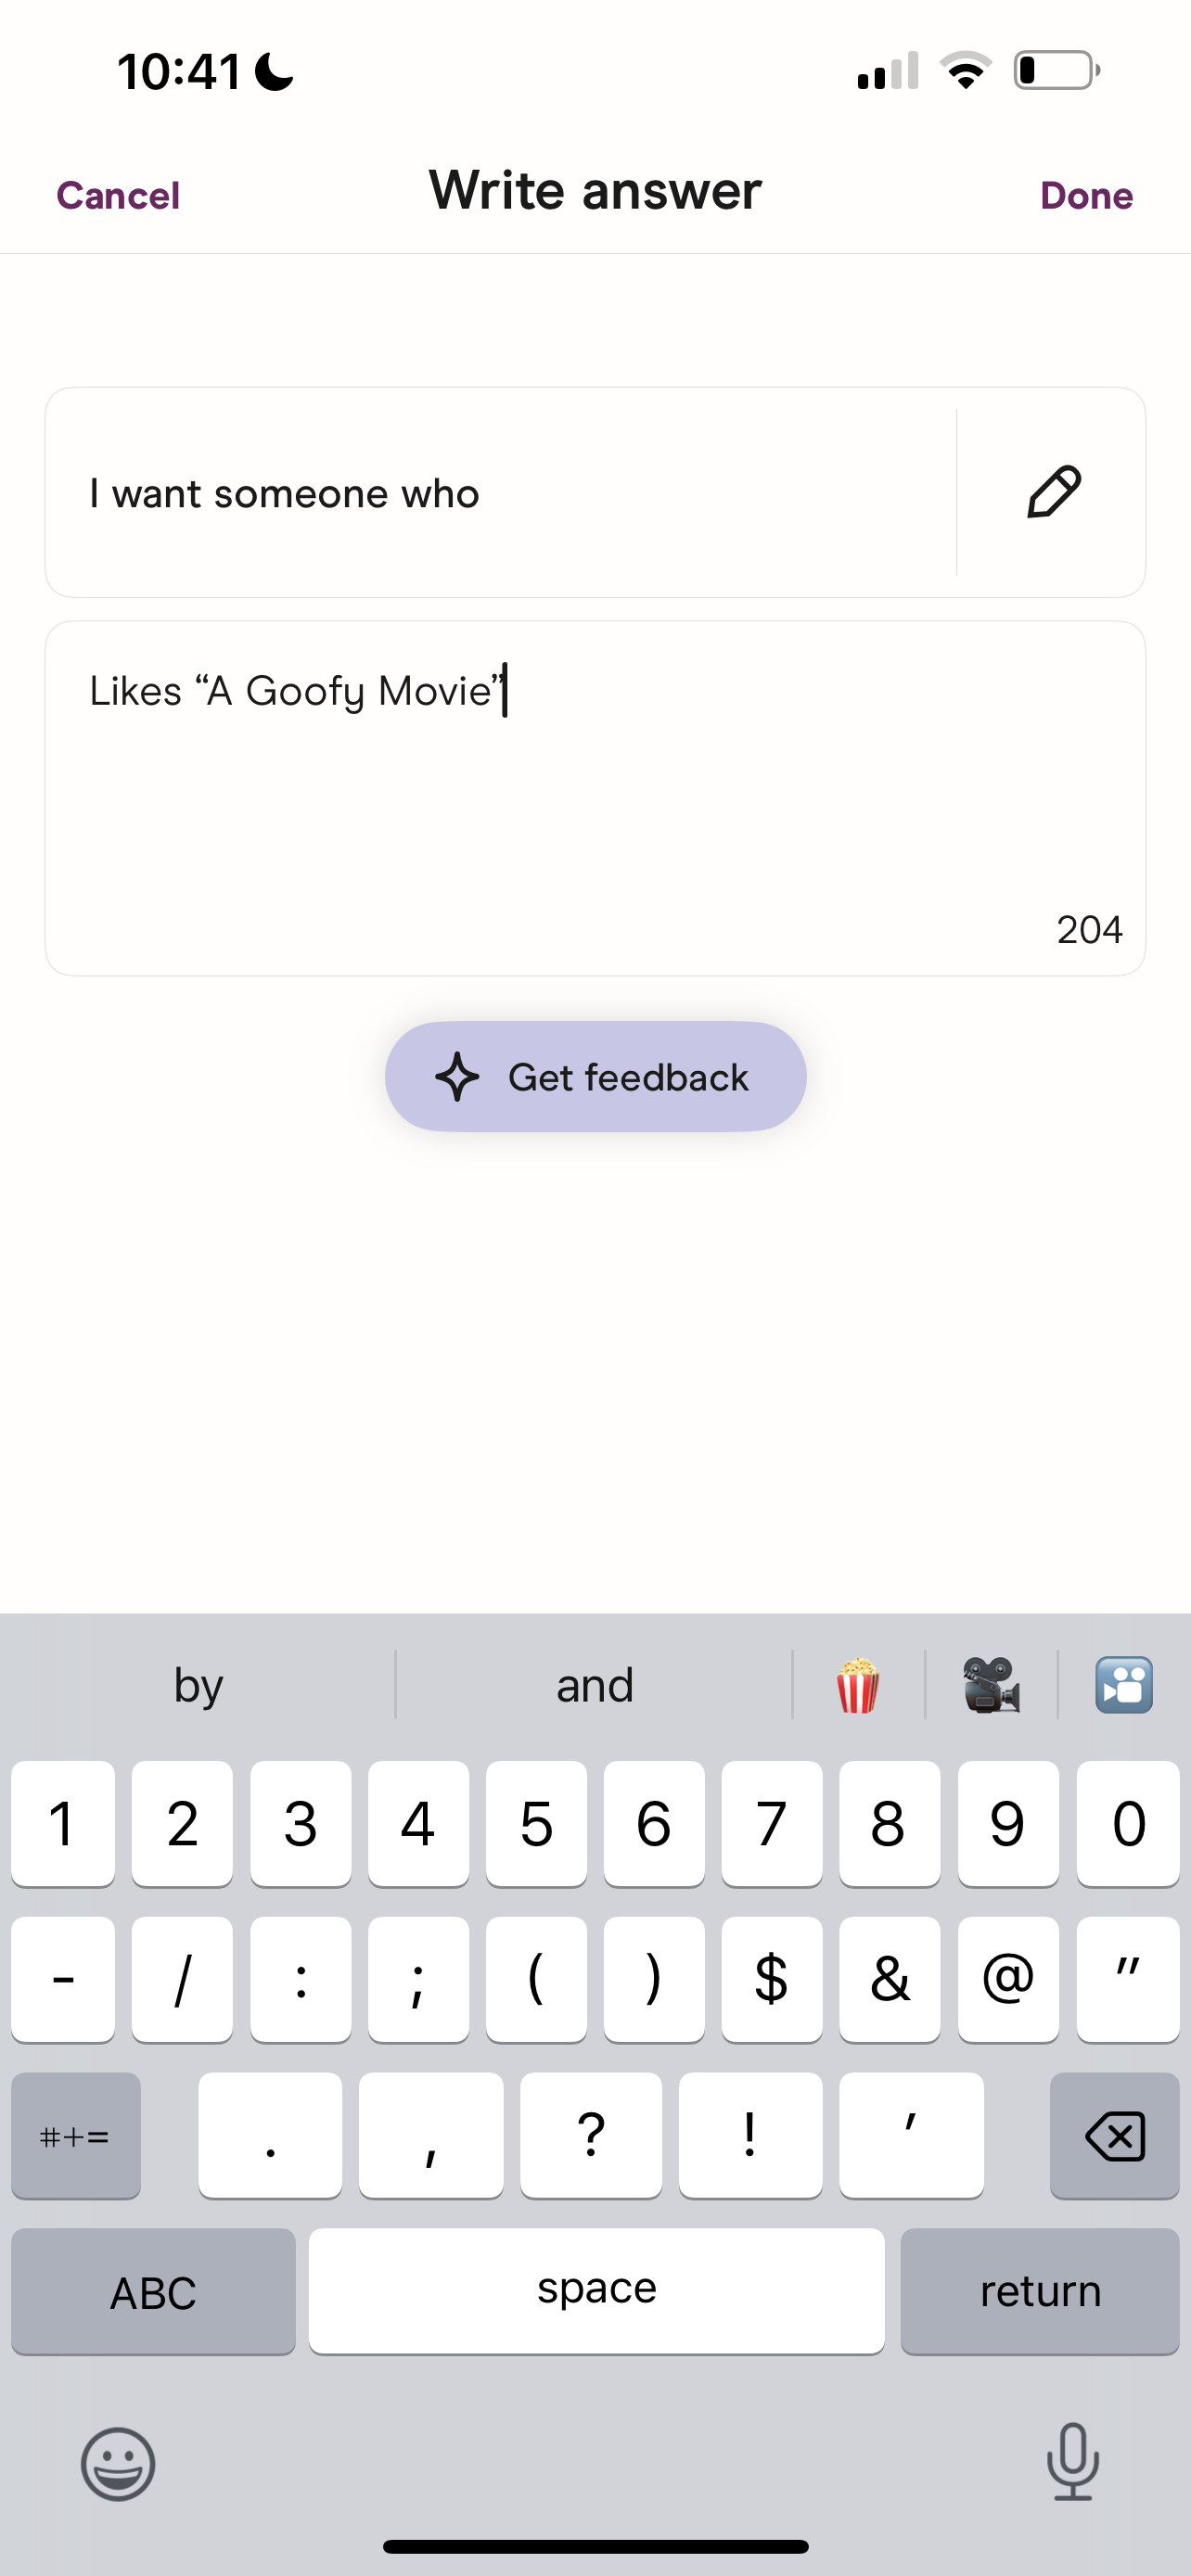 10:41
Cancel Write answer Done
I want someone who
Likes “A Goofy Movie”
204
Get feedback
by and
1 2 3 4 5 6 7 8 9 0
- / : ; ( ) $ & @ "
#+= . , ? ! '
ABC space return